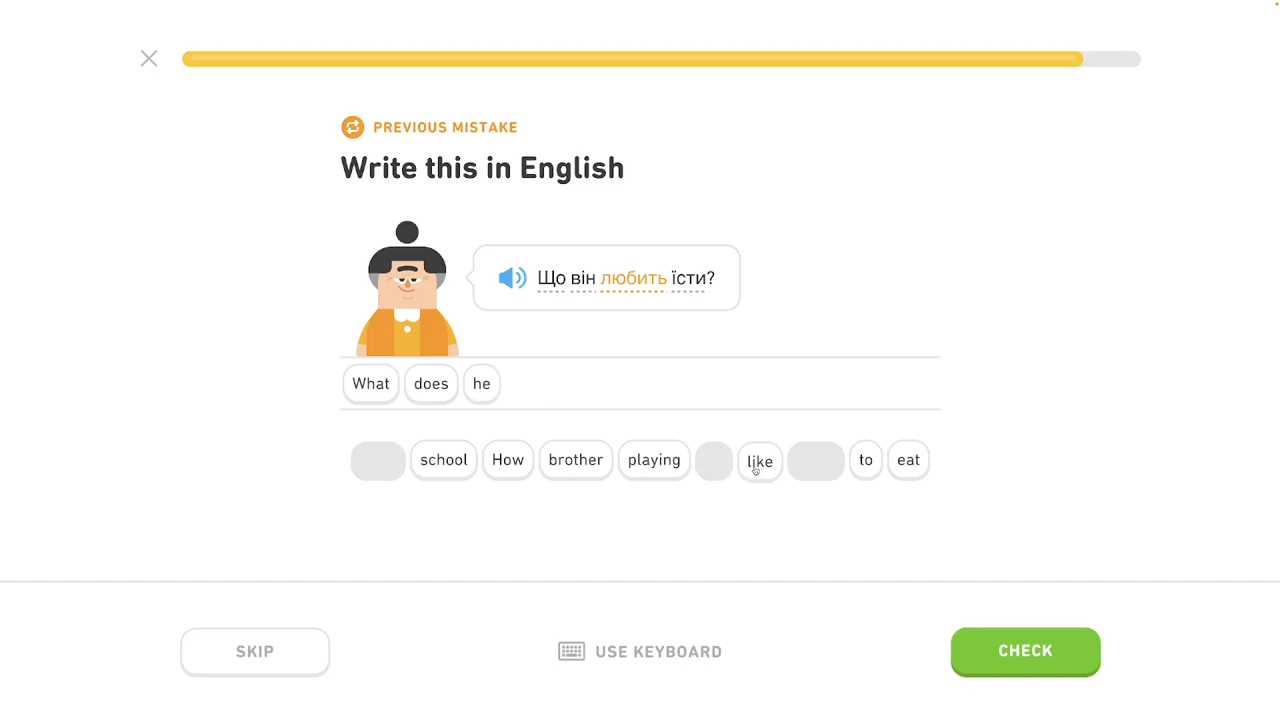 PREVIOUS MISTAKE
Write this in English
Що він любить їсти?
What does he
school How brother playing like to eat
SKIP USE KEYBOARD CHECK